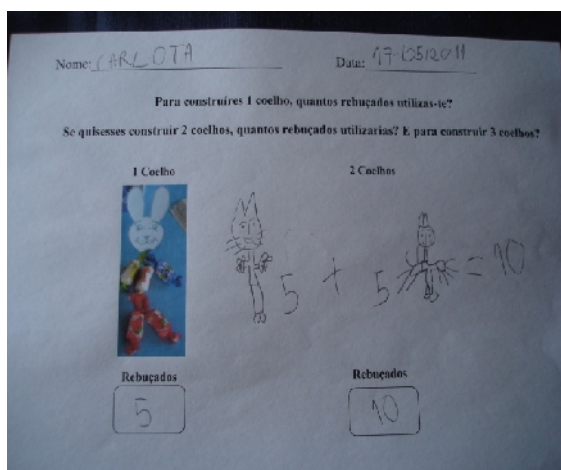 Nome: CARLOTA
Data: 17-(25/2011
Para construíres 1 coelho, quantos rebuçados utilizas-te?
Se quisesses construir 2 coelhos, quantos rebuçados utilizarias? E para construir 3 coelhos?
1 Coelho
2 Coelhos
5 + 5 = 10
Rebuçados
Rebuçados
5
10